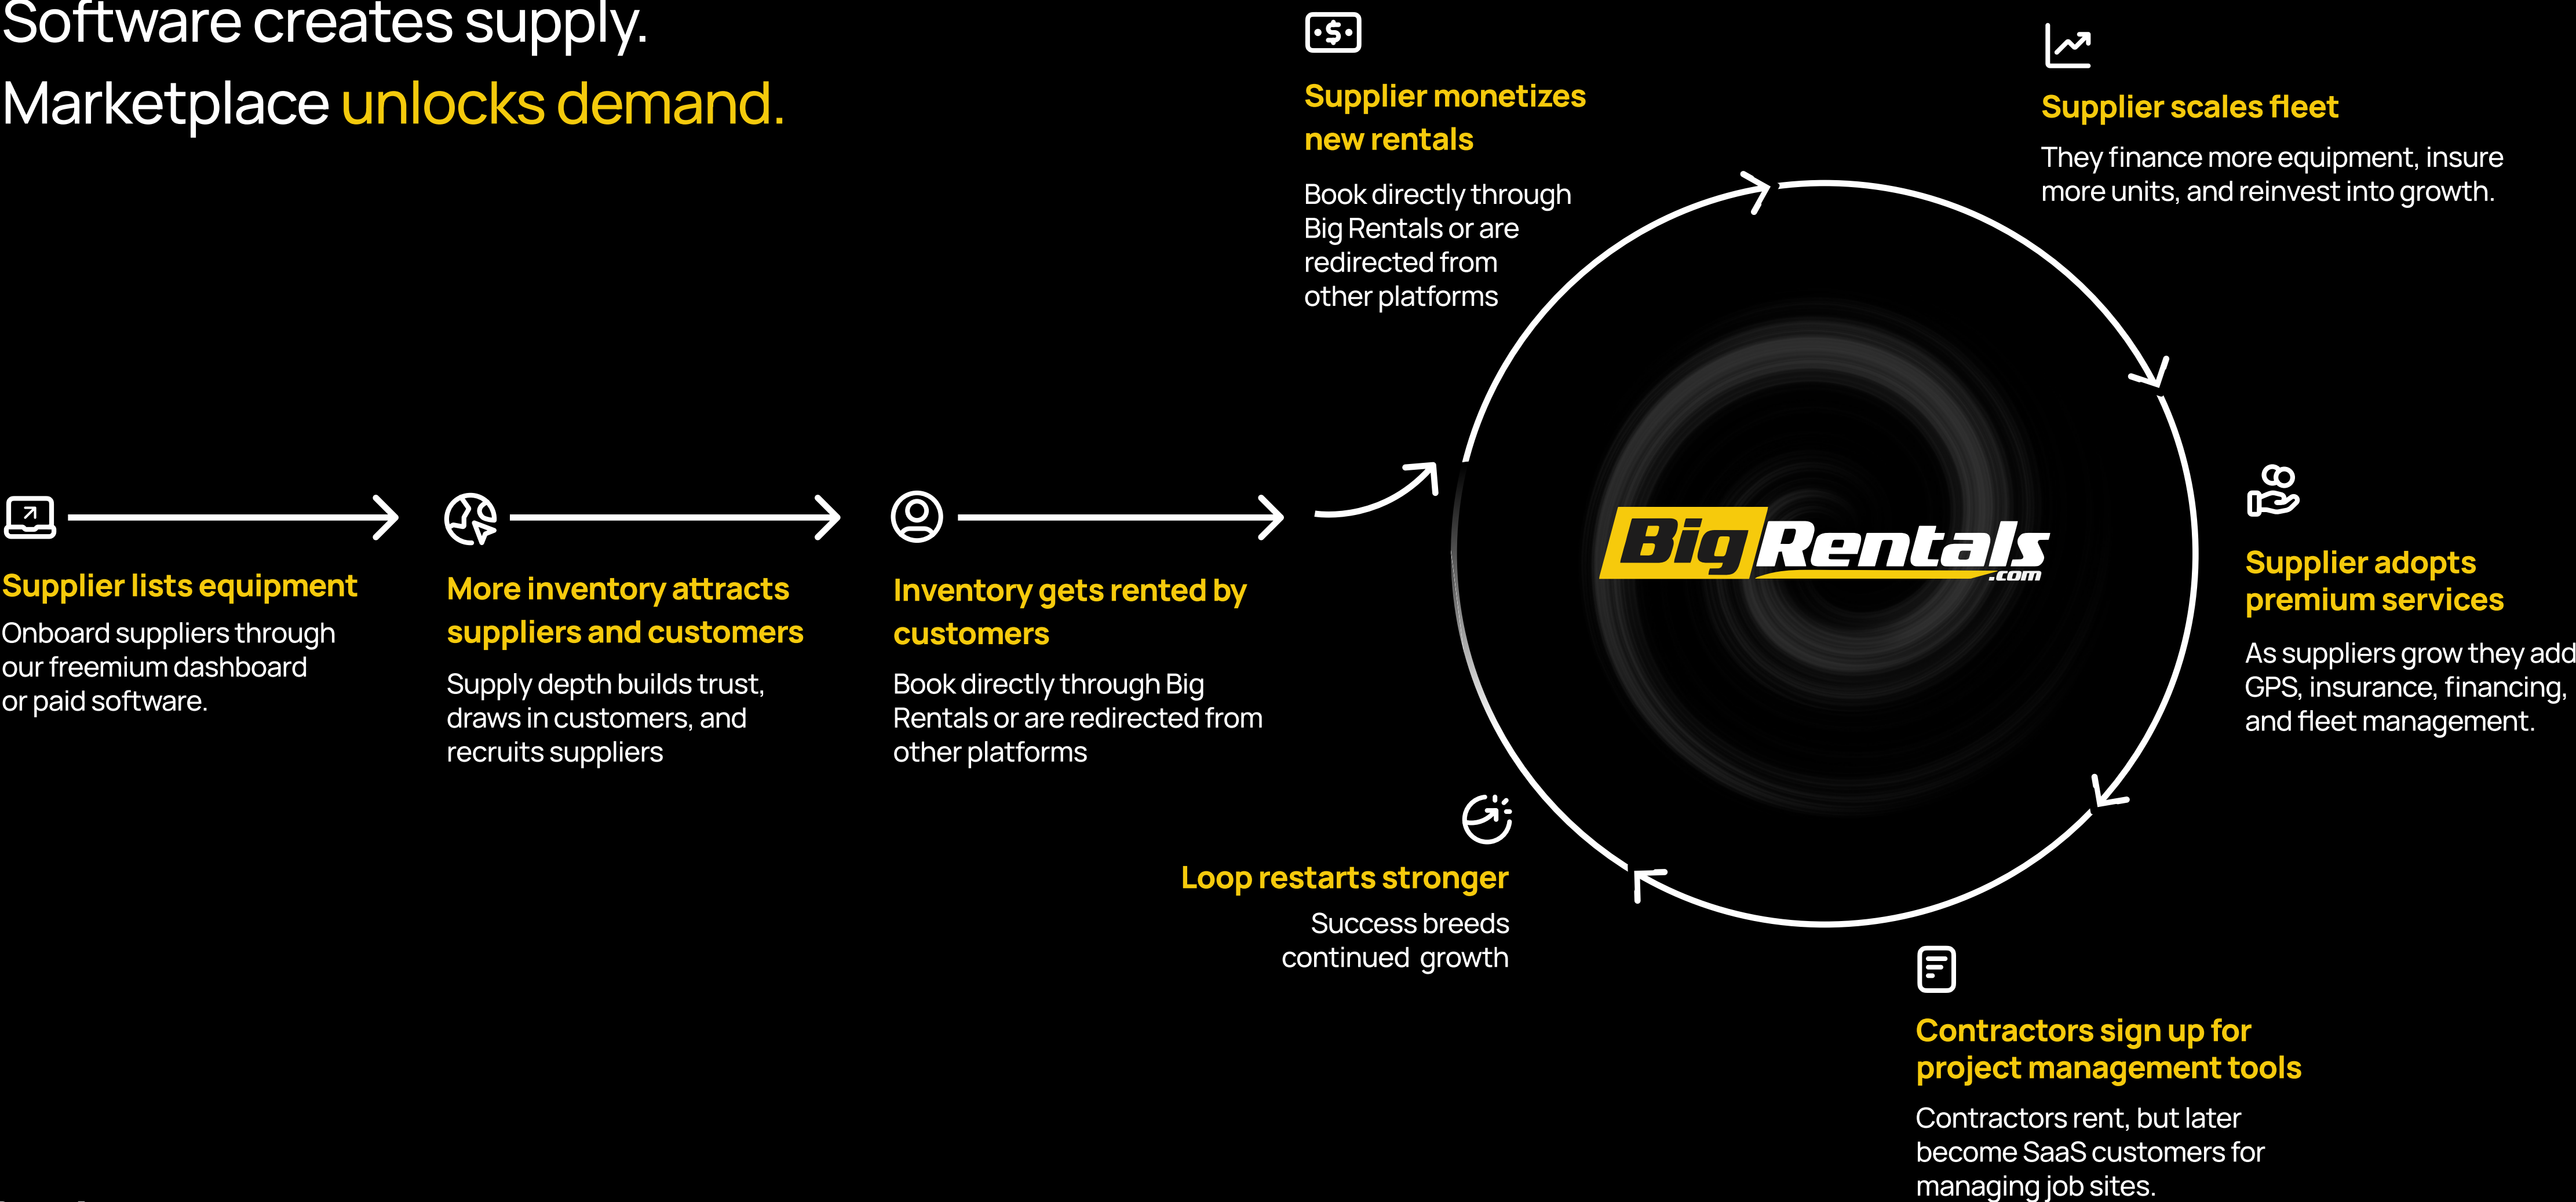 Software creates supply.
Marketplace unlocks demand.
Supplier lists equipment
Onboard suppliers through
our freemium dashboard
or paid software.
More inventory attracts
suppliers and customers
Supply depth builds trust,
draws in customers, and
recruits suppliers
Inventory gets rented by
customers
Book directly through Big
Rentals or are redirected from
other platforms
Supplier monetizes
new rentals
Book directly through
Big Rentals or are
redirected from
other platforms
Supplier scales fleet
They finance more equipment, insure
more units, and reinvest into growth.
Supplier adopts
premium services
As suppliers grow they add
GPS, insurance, financing,
and fleet management.
Contractors sign up for
project management tools
Contractors rent, but later
become SaaS customers for
managing job sites.
Loop restarts stronger
Success breeds
continued growth
BigRentals
.com